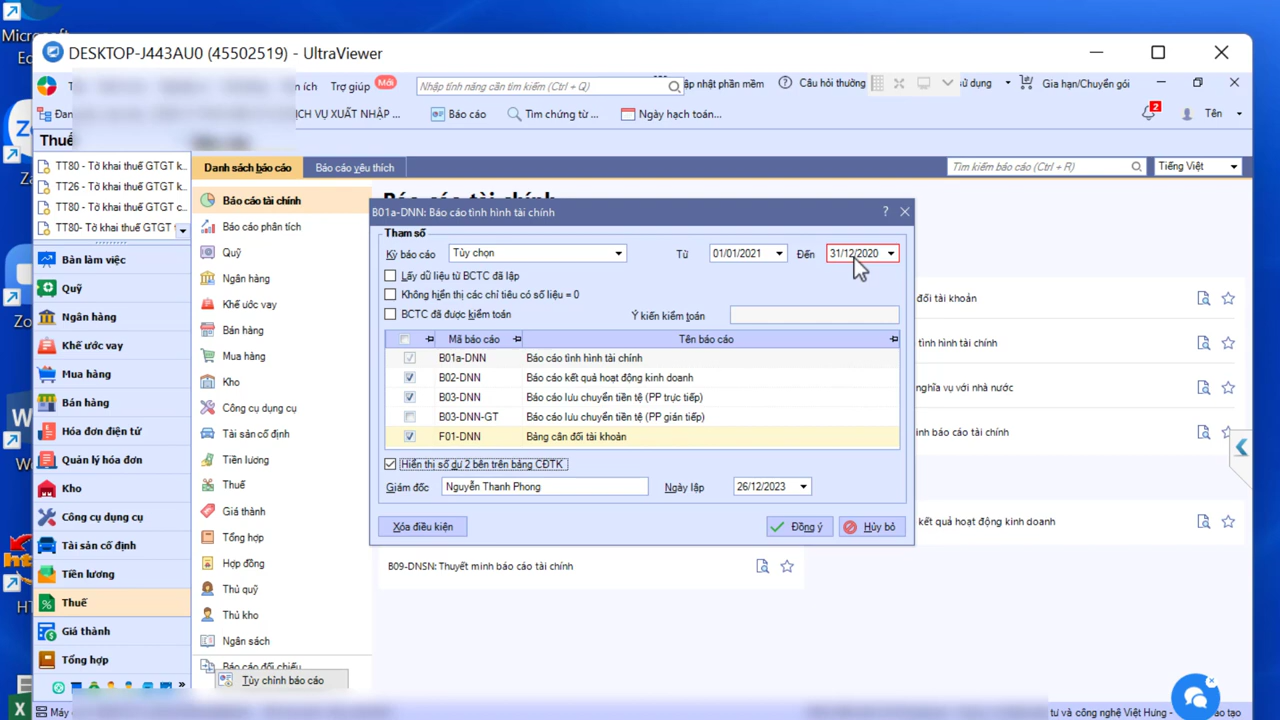 DESKTOP-J443AU0 (45502519) - UltraViewer
Trợ giúp
Mới
Nhập tính năng cần tìm kiếm (Ctrl + Q)
Câu hỏi thường
Gia hạn/Chuyển gói
Báo cáo
Tìm chứng từ ...
Ngày hạch toán...
2
Tên
Thuế
TT80 - Tờ khai thuế GTGT k..
TT26 - Tờ khai thuế GTGT k..
TT80 - Tờ khai thuế GTGT c..
Bàn làm việc
Quỹ
Ngân hàng
Khế ước vay
Mua hàng
Bán hàng
Hóa đơn điện tử
Quản lý hóa đơn
Kho
Công cụ dụng cụ
Tài sản cố định
Tiền lương
Thuế
Giá thành
Tổng hợp
Danh sách báo cáo
Báo cáo yêu thích
Tìm kiếm báo cáo (Ctrl + R)
Tiếng Việt
Báo cáo tài chính
Báo cáo phân tích
Quỹ
Ngân hàng
Khế ước vay
Bán hàng
Mua hàng
Kho
Công cụ dụng cụ
Tài sản cố định
Tiền lương
Thuế
Giá thành
Tổng hợp
Hợp đồng
Thủ quỹ
Thủ kho
Ngân sách
Báo cáo đối chiếu
Tùy chỉnh báo cáo
Báo cáo tài chính
B01a-DNN: Báo cáo tình hình tài chính
?
Tham số
Kỳ báo cáo
Tùy chọn
Từ
01/01/2021
Đến
31/12/2020
Lấy dữ liệu từ BCTC đã lập
Không hiển thị các chỉ tiêu có số liệu = 0
BCTC đã được kiểm toán
Ý kiến kiểm toán
Mã báo cáo
Tên báo cáo
B01a-DNN
Báo cáo tình hình tài chính
B02-DNN
Báo cáo kết quả hoạt động kinh doanh
B03-DNN
Báo cáo lưu chuyển tiền tệ (PP trực tiếp)
B03-DNN-GT
Báo cáo lưu chuyển tiền tệ (PP gián tiếp)
F01-DNN
Bảng cân đối tài khoản
Hiển thị số dư 2 bên trên bảng CĐTK
Giám đốc
Nguyễn Thanh Phong
Ngày lập
26/12/2023
Xóa điều kiện
Đồng ý
Hủy bỏ
B09-DNSN: Thuyết minh báo cáo tài chính
đối tài khoản
tình hình tài chính
nghĩa vụ với nhà nước
minh báo cáo tài chính
kết quả hoạt động kinh doanh
tư và công nghệ Việt Hưng